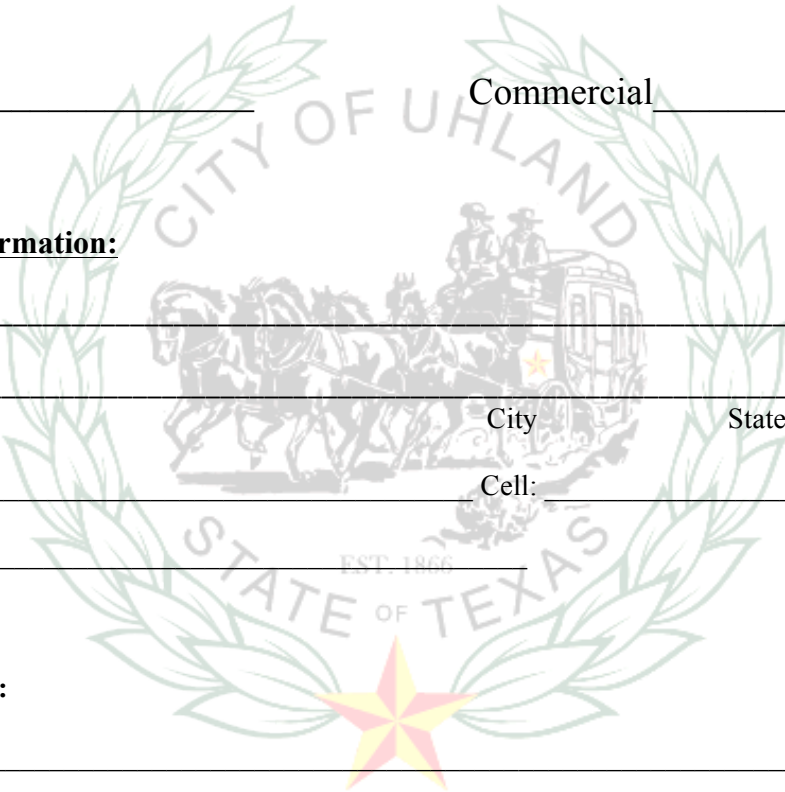 Commercial
CITY OF UHLAND
rmation:
City State
Cell:
EST. 1866
STATE OF TEXAS
: